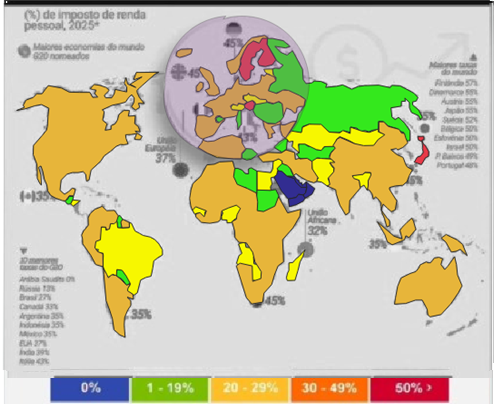 (%) de imposto de renda
pessoal, 2025*
Maiores economias do mundo
G20 nomeados
45%
45
Maiores taxas
do mundo
Finlândia 57%
Dinamarca 55%
Áustria 55%
Japão 55%
Suécia 52%
Bélgica 50%
Eslovênia 50%
Israel 50%
P. Baixos 49%
Portugal 48%
União
Europeia
37%
5%
45%
(+)35%
União
Africana
32%
35%
10 menores
taxas do G20
Arábia Saudita 0%
Rússia 13%
Brasil 27%
Canadá 33%
Argentina 35%
Indonésia 35%
México 35%
EUA 37%
Índia 39%
Itália 43%
35%
45%
0%
1 - 19%
20 - 29%
30 - 49%
50% >